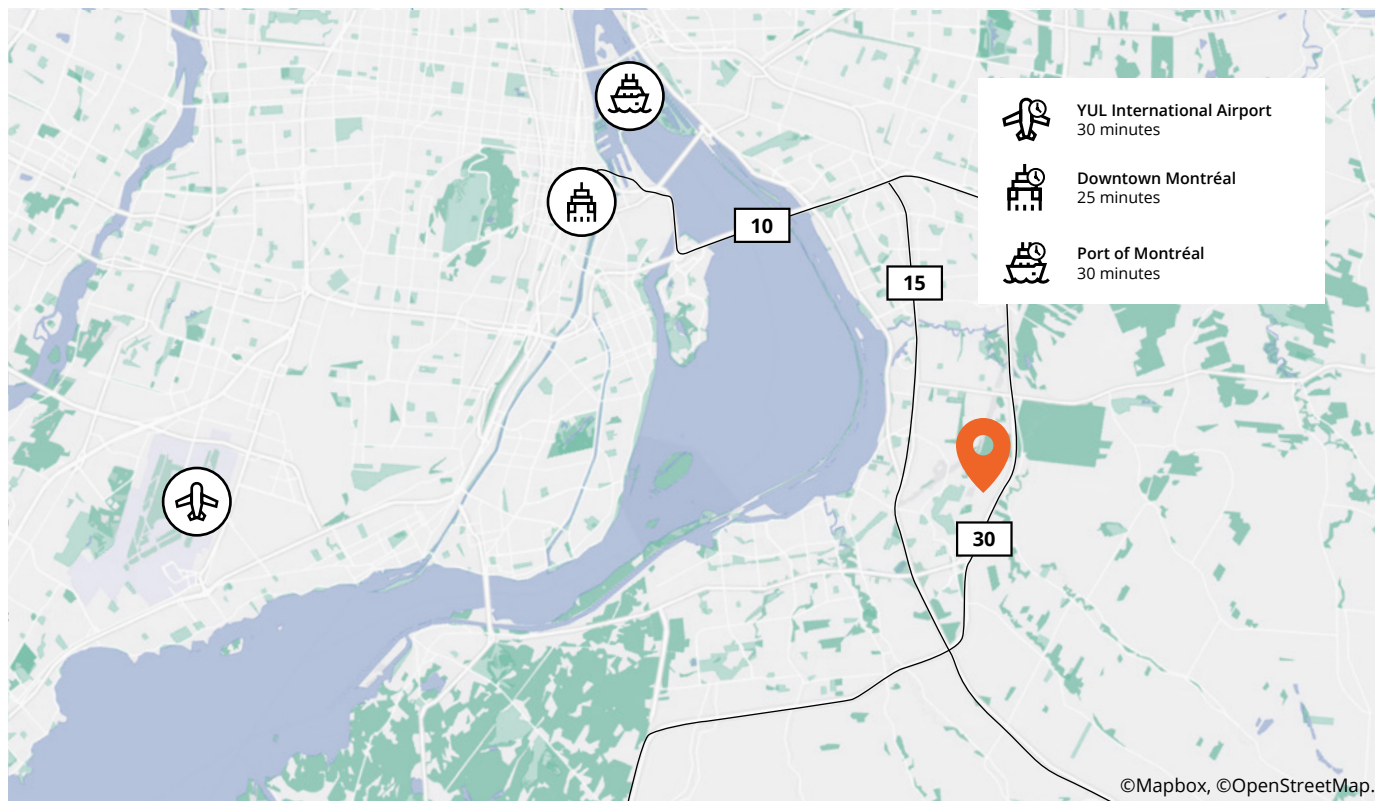 YUL International Airport
30 minutes
Downtown Montréal
25 minutes
Port of Montréal
30 minutes
10
15
30
©Mapbox, ©OpenStreetMap.